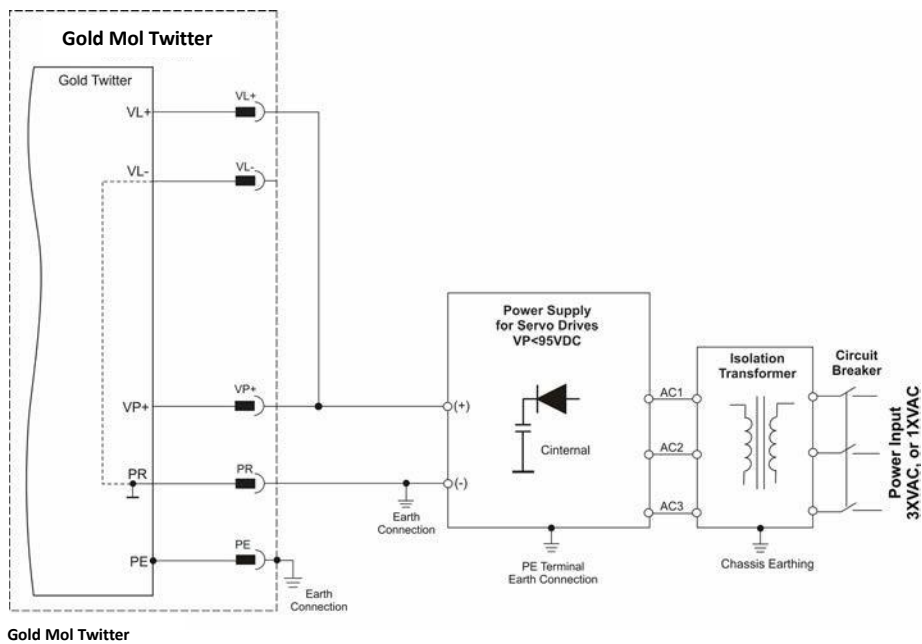 Gold Mol Twitter
Gold Twitter
VL+
VL+
VL-
VL-
VP+
VP+
PR
PR
PE
PE
Earth
Connection
Earth
Connection
Power Supply
for Servo Drives
VP<95VDC
Cinternal
(+)
(-)
PE Terminal
Earth Connection
AC1
AC2
AC3
Isolation
Transformer
Chassis Earthing
Circuit
Breaker
Power Input
3XVAC, or 1XVAC
Gold Mol Twitter